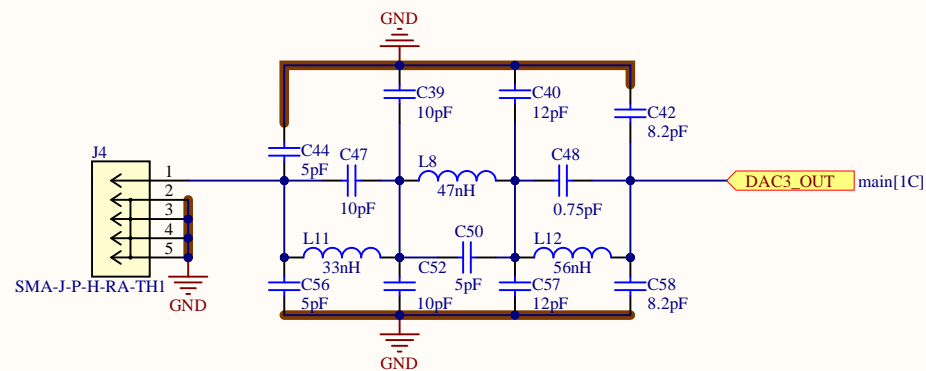 GND
C39
10pF
C40
12pF
C42
8.2pF
J4
C44
5pF
C47
10pF
L8
47nH
C48
0.75pF
1
2
3
4
5
DAC3_OUT
main[1C]
L11
33nH
C50
5pF
L12
56nH
C56
5pF
C52
10pF
C57
12pF
C58
8.2pF
SMA-J-P-H-RA-TH1
GND
GND